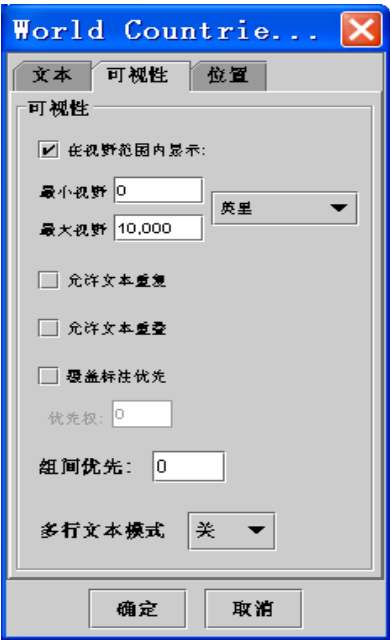 World Countrie...
文本 可视性 位置
可视性
在视野范围内显示:
最小视野 0
英里
最大视野 10,000
允许文本重复
允许文本重叠
覆盖标注优先
优先权: 0
组间优先: 0
多行文本模式 关
确定 取消